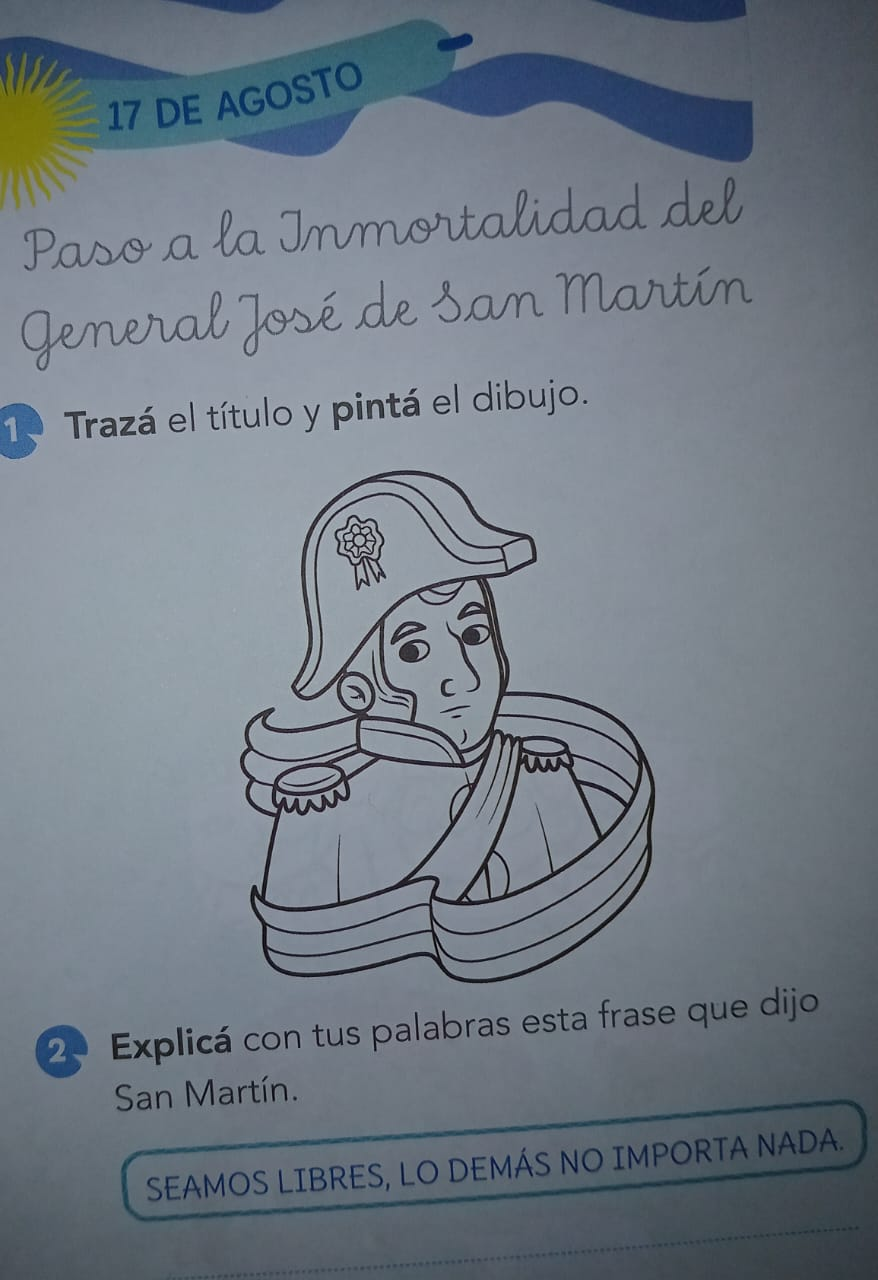 17 DE AGOSTO
Paso a la Inmortalidad del
General José de San Martín
1 Trazá el título y pintá el dibujo.
2 Explicá con tus palabras esta frase que dijo
San Martín.
SEAMOS LIBRES, LO DEMÁS NO IMPORTA NADA.